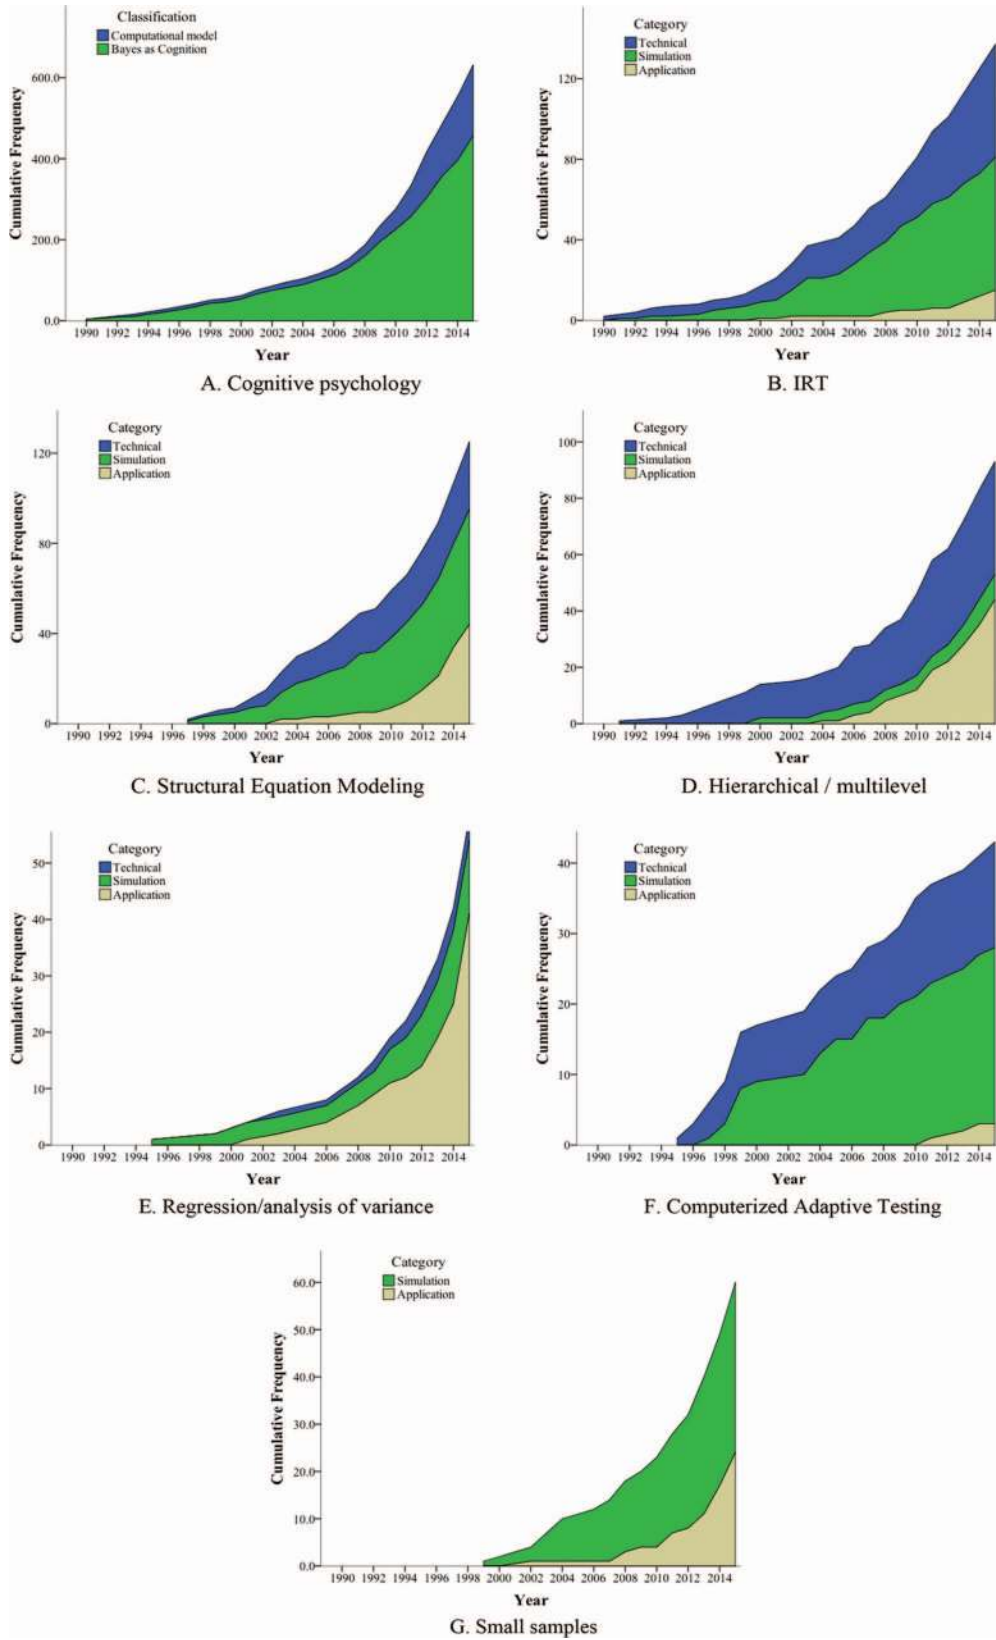 Classification
Computational model
Bayes as Cognition
Cumulative Frequency
600.0
400.0
200.0
0.0
1990 1992 1994 1996 1998 2000 2002 2004 2006 2008 2010 2012 2014
Year
A. Cognitive psychology
Category
Technical
Simulation
Application
Cumulative Frequency
120
80
40
0
1990 1992 1994 1996 1998 2000 2002 2004 2006 2008 2010 2012 2014
Year
B. IRT
Category
Technical
Simulation
Application
Cumulative Frequency
120
80
40
0
1990 1992 1994 1996 1998 2000 2002 2004 2006 2008 2010 2012 2014
Year
C. Structural Equation Modeling
Category
Technical
Simulation
Application
Cumulative Frequency
100
80
60
40
20
0
1990 1992 1994 1996 1998 2000 2002 2004 2006 2008 2010 2012 2014
Year
D. Hierarchical / multilevel
Category
Technical
Simulation
Application
Cumulative Frequency
50
40
30
20
10
0
1990 1992 1994 1996 1998 2000 2002 2004 2006 2008 2010 2012 2014
Year
E. Regression/analysis of variance
Category
Technical
Simulation
Application
Cumulative Frequency
40
30
20
10
0
1990 1992 1994 1996 1998 2000 2002 2004 2006 2008 2010 2012 2014
Year
F. Computerized Adaptive Testing
Category
Simulation
Application
Cumulative Frequency
60.0
50.0
40.0
30.0
20.0
10.0
0.0
1990 1992 1994 1996 1998 2000 2002 2004 2006 2008 2010 2012 2014
Year
G. Small samples